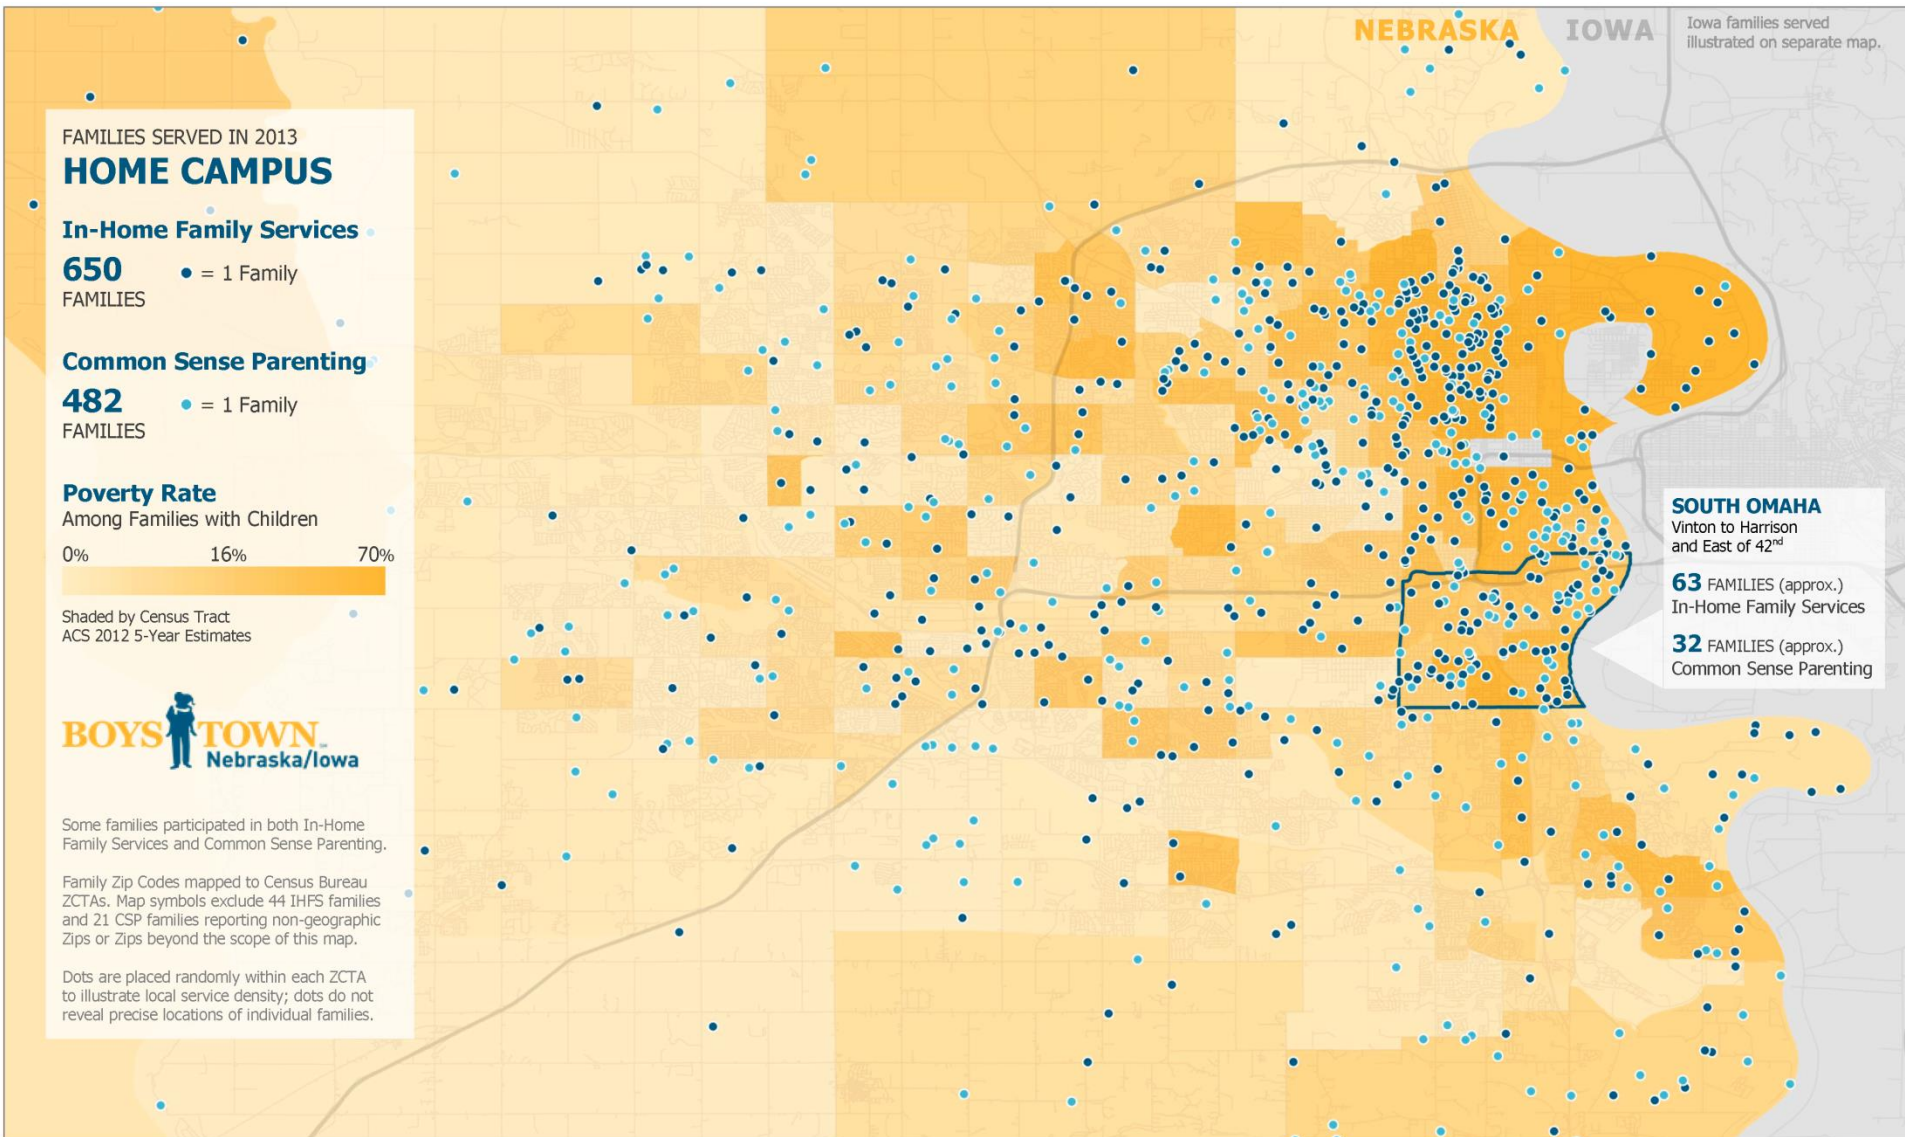 NEBRASKA
IOWA
Iowa families served
illustrated on separate map.
FAMILIES SERVED IN 2013
HOME CAMPUS
In-Home Family Services
650
FAMILIES
= 1 Family
Common Sense Parenting
482
FAMILIES
= 1 Family
Poverty Rate
Among Families with Children
0% 16% 70%
Shaded by Census Tract
ACS 2012 5-Year Estimates
BOYS TOWN
Nebraska/Iowa
Some families participated in both In-Home
Family Services and Common Sense Parenting.
Family Zip Codes mapped to Census Bureau
ZCTAs. Map symbols exclude 44 IHFS families
and 21 CSP families reporting non-geographic
Zips or Zips beyond the scope of this map.
Dots are placed randomly within each ZCTA
to illustrate local service density; dots do not
reveal precise locations of individual families.
SOUTH OMAHA
Vinton to Harrison
and East of 42nd
63 FAMILIES (approx.)
In-Home Family Services
32 FAMILIES (approx.)
Common Sense Parenting